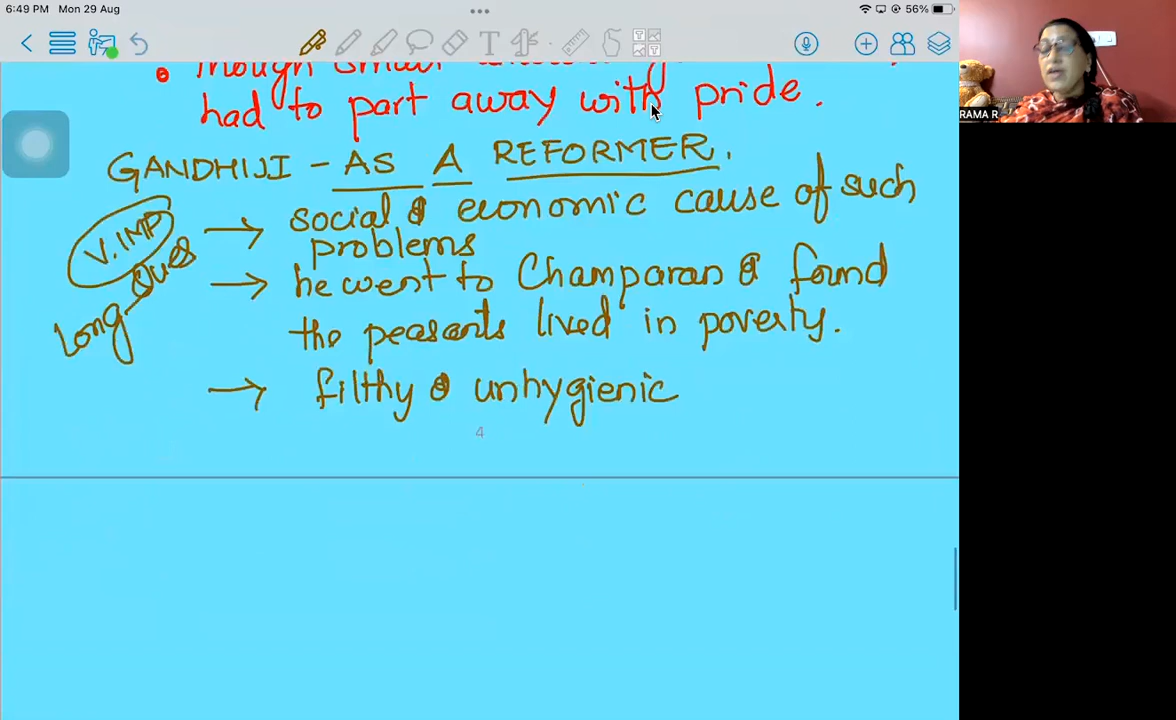 6:49 PM Mon 29 Aug
56%
Though small
had to part away with pride.
GANDHIJI - AS A REFORMER.
V. IMP
Long Ques
→ social & economic cause of such
problems
→ he went to Champaran & found
the peasants lived in poverty.
→ filthy & unhygienic
4
RAMA R